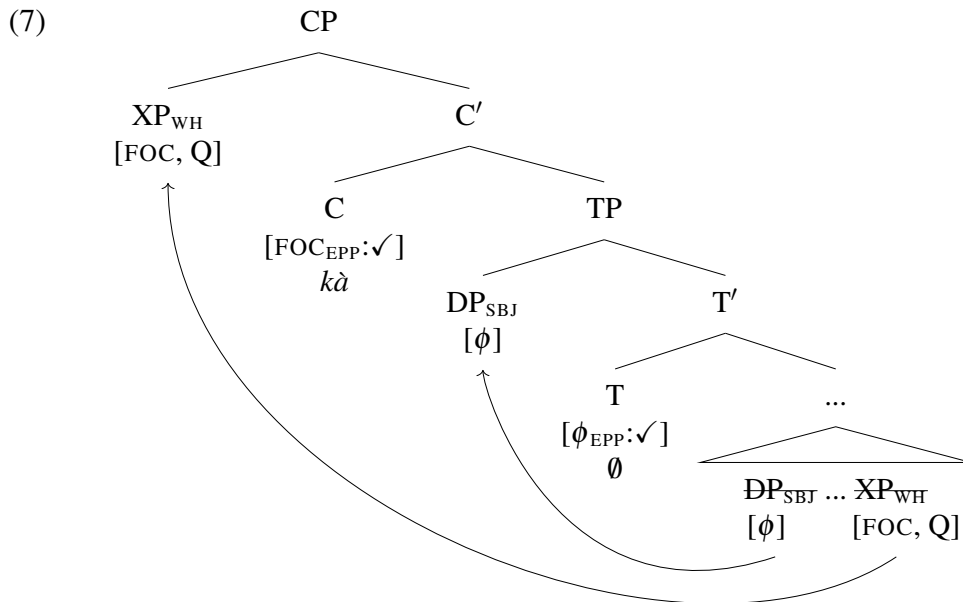 (7) CP
XP_WH C′
[FOC, Q]
C TP
[FOC_EPP:✓]
kà
DP_SBJ T′
[ϕ]
T ...
[ϕ_EPP:✓]
∅
DP_SBJ ... XP_WH
[ϕ] [FOC, Q]